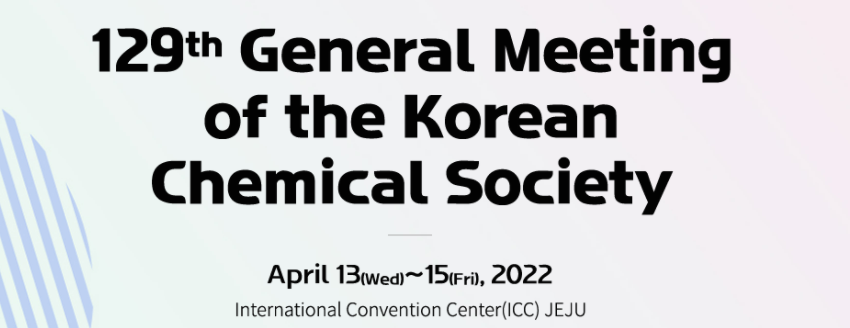 129th General Meeting
of the Korean
Chemical Society
April 13(Wed)~15(Fri), 2022
International Convention Center(ICC) JEJU